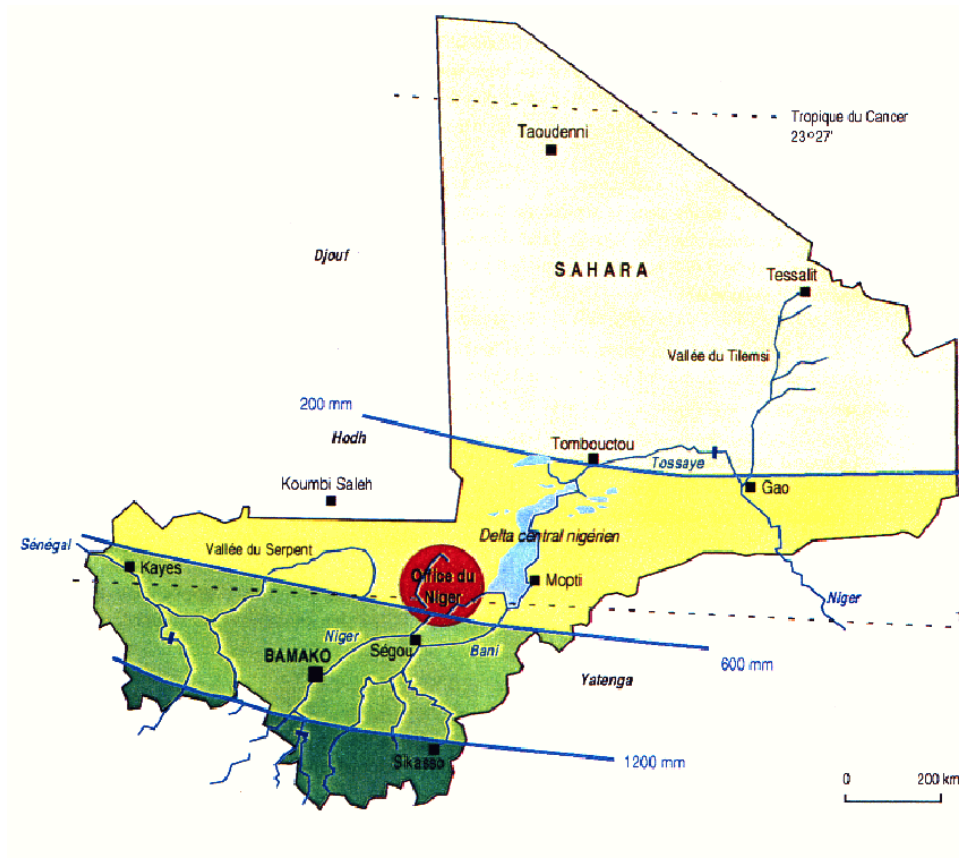 Tropique du Cancer
23°27'
Taoudenni
Djouf
SAHARA
Tessalit
Vallée du Tilemsi
200 mm
Hodh
Tombouctou
Tossaye
Koumbi Saleh
Gao
Delta central nigérien
Sénégal
Vallée du Serpent
Kayes
Office du
Niger
Mopti
Niger
Niger
Ségou
Bani
BAMAKO
600 mm
Yatenga
Sikasso
1200 mm
0 200 km